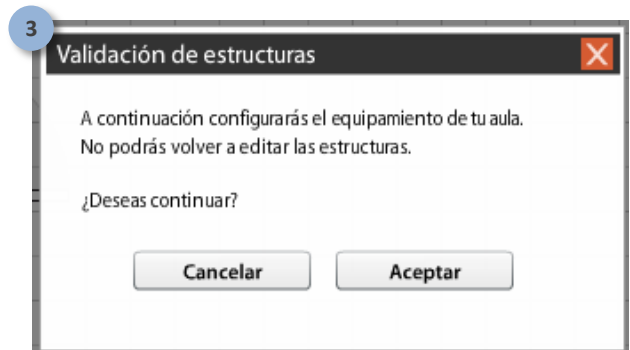 3
Validación de estructuras
A continuación configurarás el equipamiento de tu aula.
No podrás volver a editar las estructuras.
¿Deseas continuar?
Cancelar Aceptar